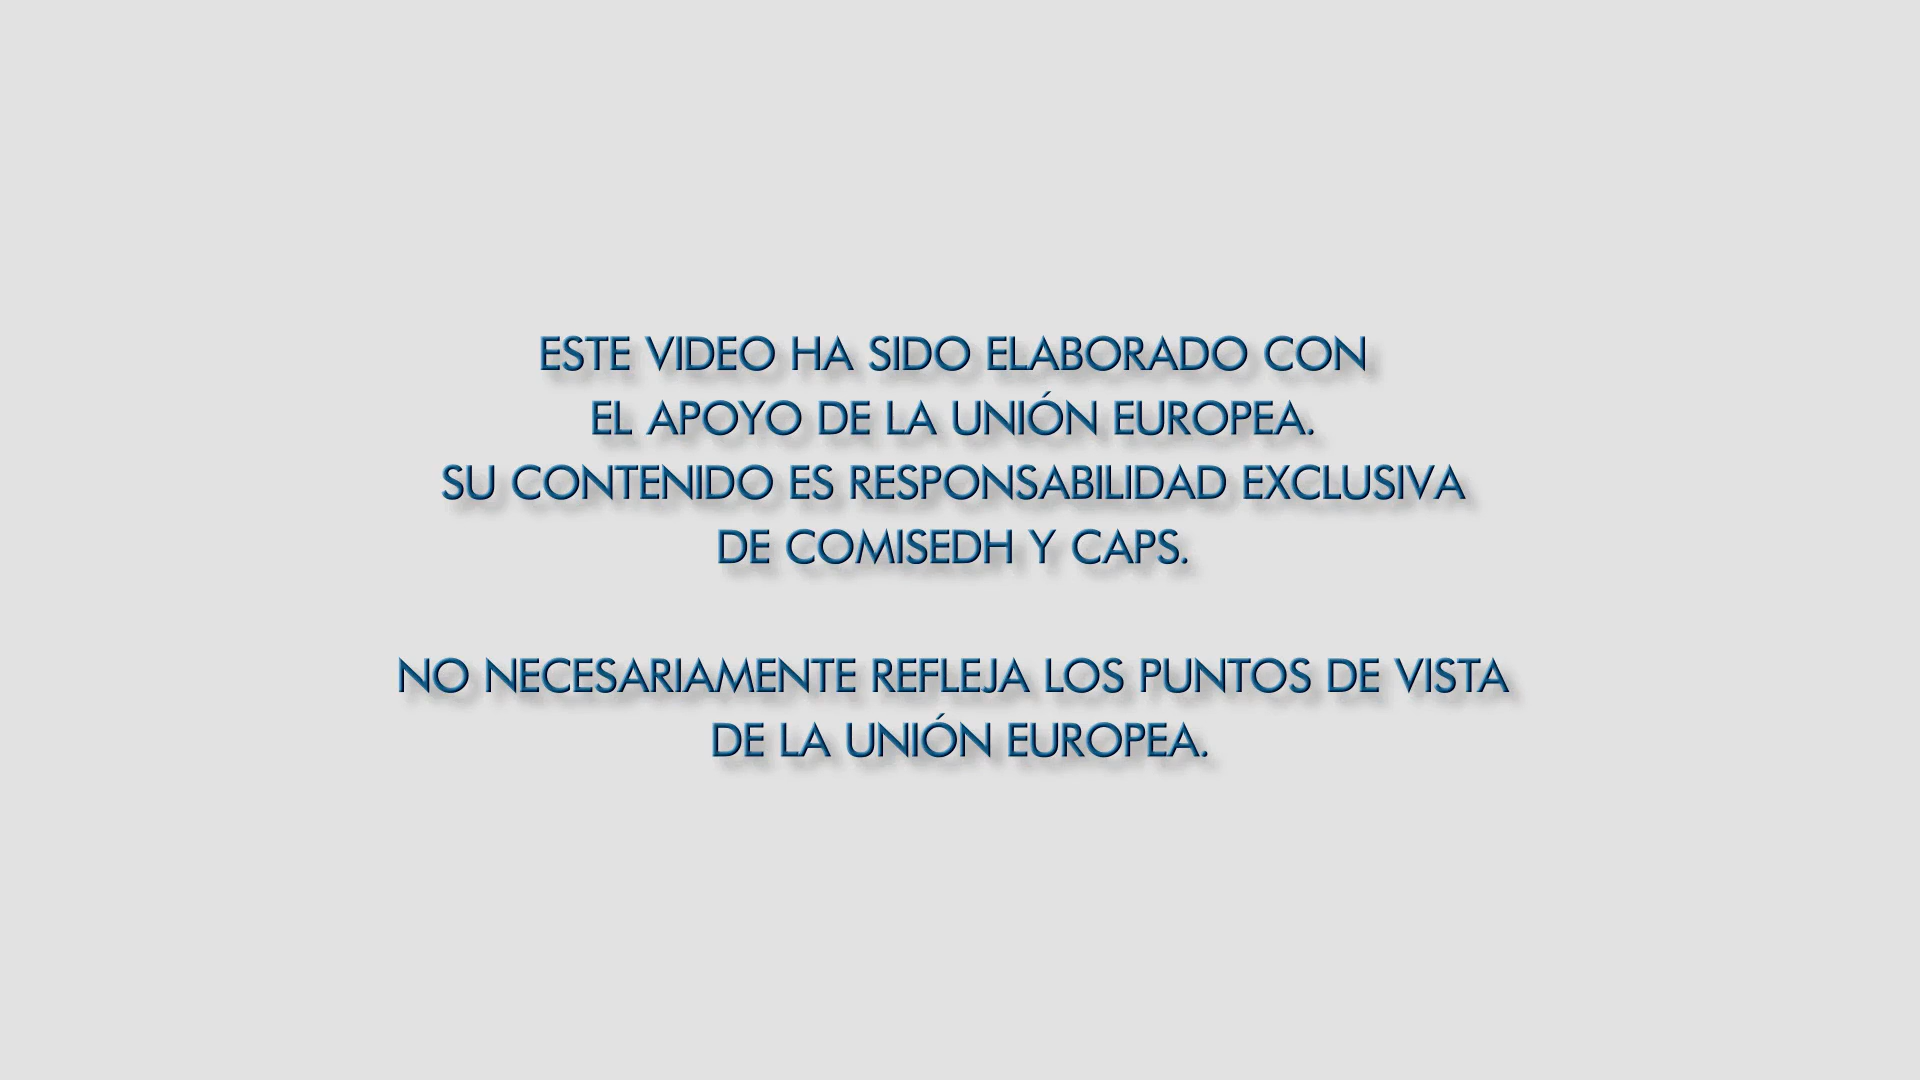 ESTE VIDEO HA SIDO ELABORADO CON
EL APOYO DE LA UNIÓN EUROPEA.
SU CONTENIDO ES RESPONSABILIDAD EXCLUSIVA
DE COMISEDH Y CAPS.
NO NECESARIAMENTE REFLEJA LOS PUNTOS DE VISTA
DE LA UNIÓN EUROPEA.